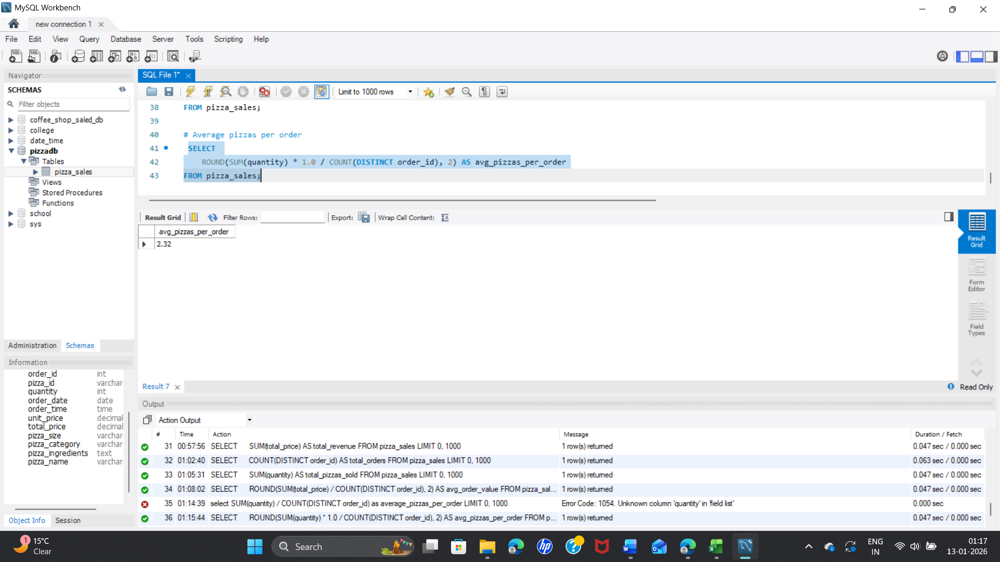 MySQL Workbench
new connection 1
File Edit View Query Database Server Tools Scripting Help
Navigator
SCHEMAS
Filter objects
coffee_shop_saled_db
college
date_time
pizzadb
Tables
pizza_sales
Views
Stored Procedures
Functions
school
sys
Administration Schemas
Information
order_id int
pizza_id varchar
quantity int
order_date date
order_time time
unit_price decimal
total_price decimal
pizza_size varchar
pizza_category varchar
pizza_ingredients text
pizza_name varchar
Object Info Session
SQL File 1*
Limit to 1000 rows
38 FROM pizza_sales;
39
40 # Average pizzas per order
41 SELECT
42 ROUND(SUM(quantity) * 1.0 / COUNT(DISTINCT order_id), 2) AS avg_pizzas_per_order
43 FROM pizza_sales;
Result Grid Filter Rows: Export: Wrap Cell Content:
avg_pizzas_per_order
2.32
Result
Grid
Form
Editor
Field
Types
Result 7
Read Only
Output
Action Output
# Time Action Message Duration / Fetch
31 00:57:56 SELECT SUM(total_price) AS total_revenue FROM pizza_sales LIMIT 0, 1000 1 row(s) returned 0.047 sec / 0.000 sec
32 01:02:40 SELECT COUNT(DISTINCT order_id) AS total_orders FROM pizza_sales LIMIT 0, 1000 1 row(s) returned 0.063 sec / 0.000 sec
33 01:05:31 SELECT SUM(quantity) AS total_pizzas_sold FROM pizza_sales LIMIT 0, 1000 1 row(s) returned 0.047 sec / 0.000 sec
34 01:08:02 SELECT ROUND(SUM(total_price) / COUNT(DISTINCT order_id), 2) AS avg_order_value FROM pizza_sal... 1 row(s) returned 0.047 sec / 0.000 sec
35 01:14:39 select SUM(quantity) / COUNT(DISTINCT order_id) as average_pizzas_per_order LIMIT 0, 1000 Error Code: 1054. Unknown column 'quantity' in 'field list' 0.000 sec
36 01:15:44 SELECT ROUND(SUM(quantity) * 1.0 / COUNT(DISTINCT order_id), 2) AS avg_pizzas_per_order FROM p... 1 row(s) returned 0.047 sec / 0.000 sec
1
15°C
Clear
Search
ENG
IN
01:17
13-01-2026